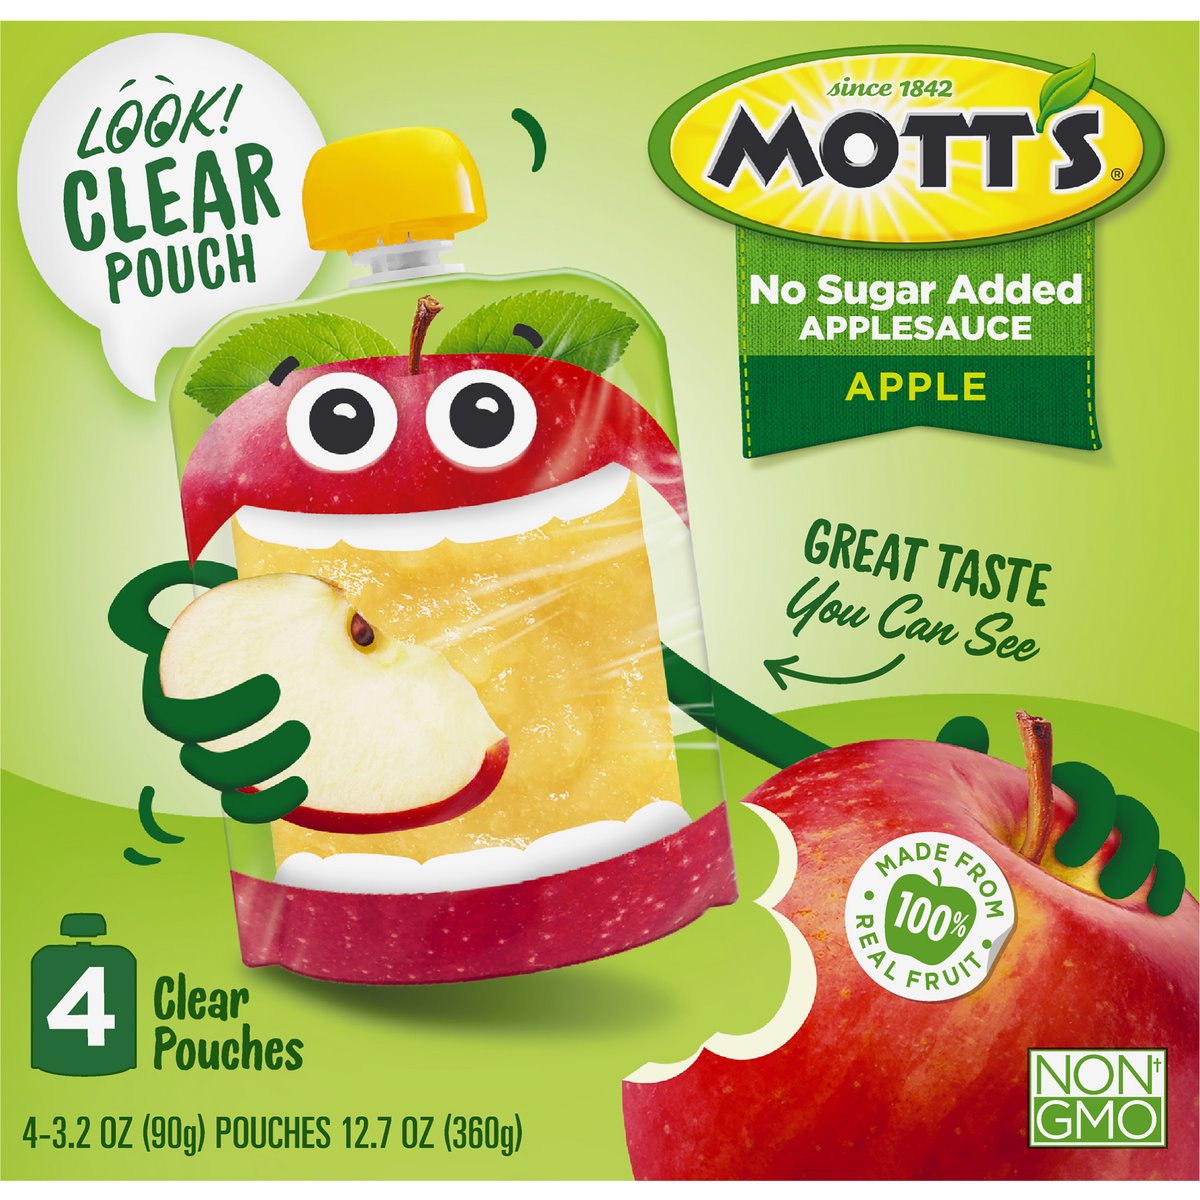 LOOK!
CLEAR
POUCH
since 1842
MOTT'S®
No Sugar Added
APPLESAUCE
APPLE
GREAT TASTE
You Can See
MADE FROM
100%
REAL FRUIT
4
Clear
Pouches
4-3.2 OZ (90g) POUCHES 12.7 OZ (360g)
NON†
GMO